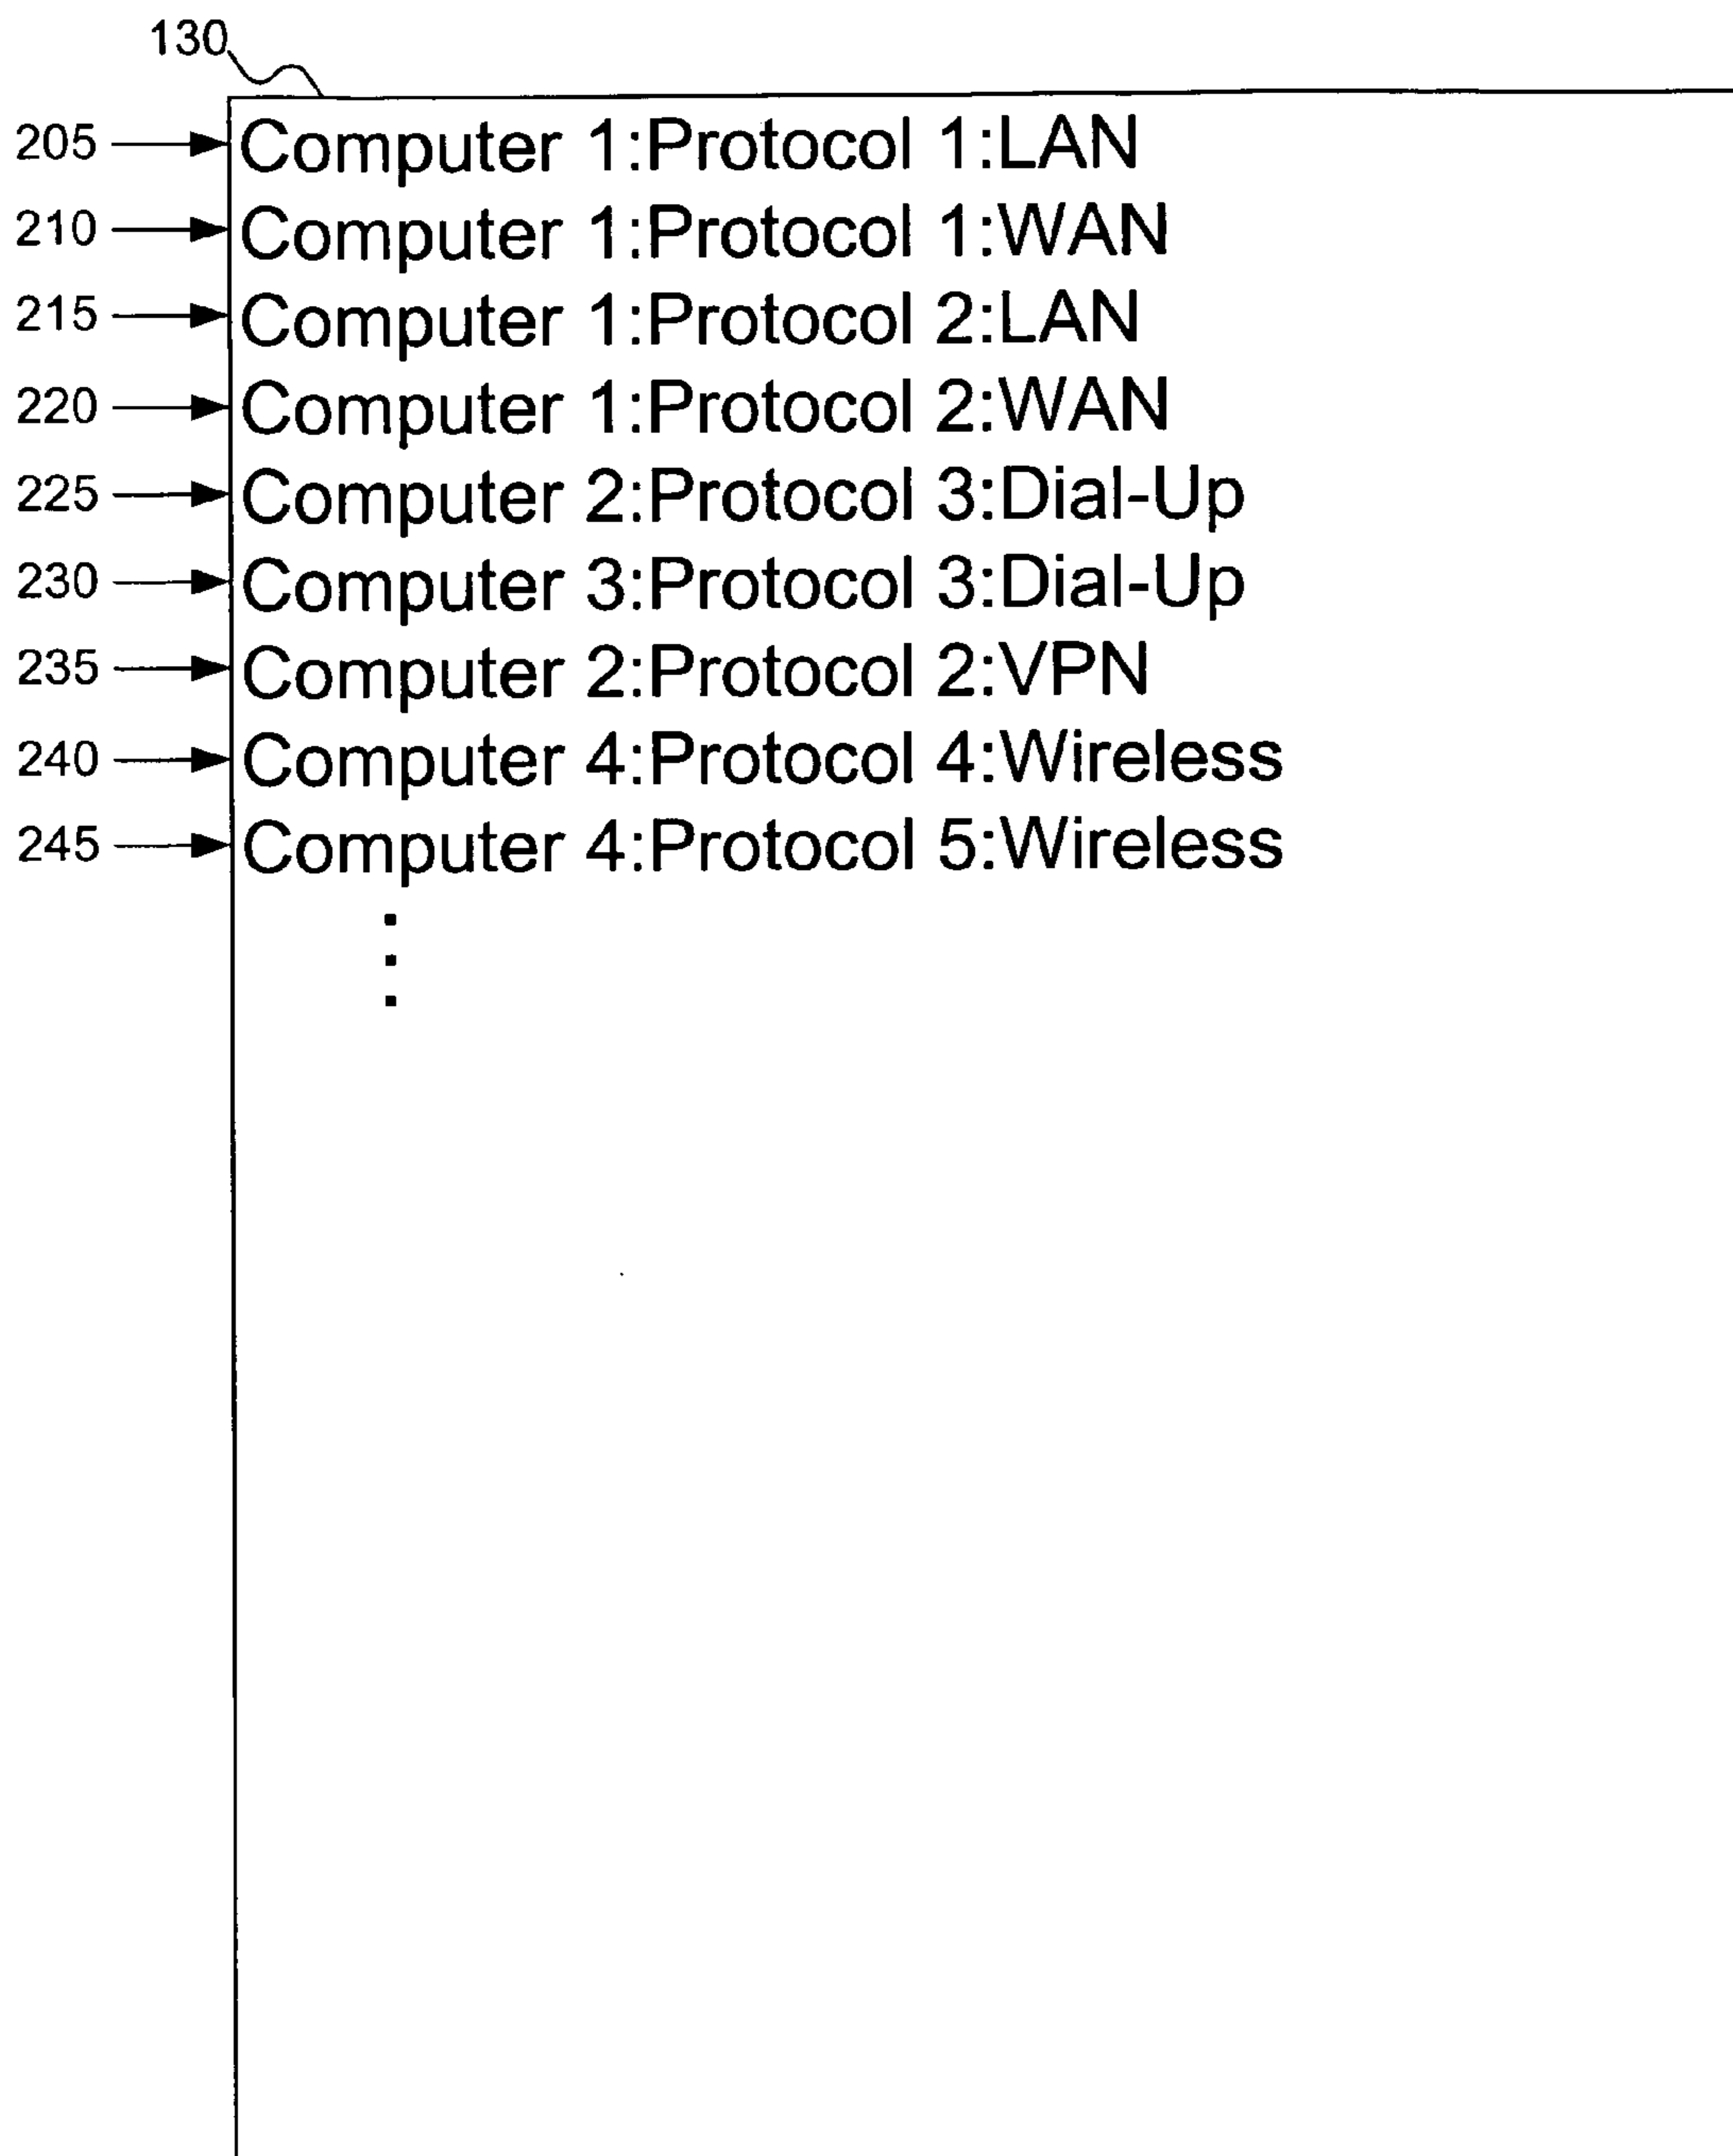 130
205 Computer 1:Protocol 1:LAN
210 Computer 1:Protocol 1:WAN
215 Computer 1:Protocol 2:LAN
220 Computer 1:Protocol 2:WAN
225 Computer 2:Protocol 3:Dial-Up
230 Computer 3:Protocol 3:Dial-Up
235 Computer 2:Protocol 2:VPN
240 Computer 4:Protocol 4:Wireless
245 Computer 4:Protocol 5:Wireless